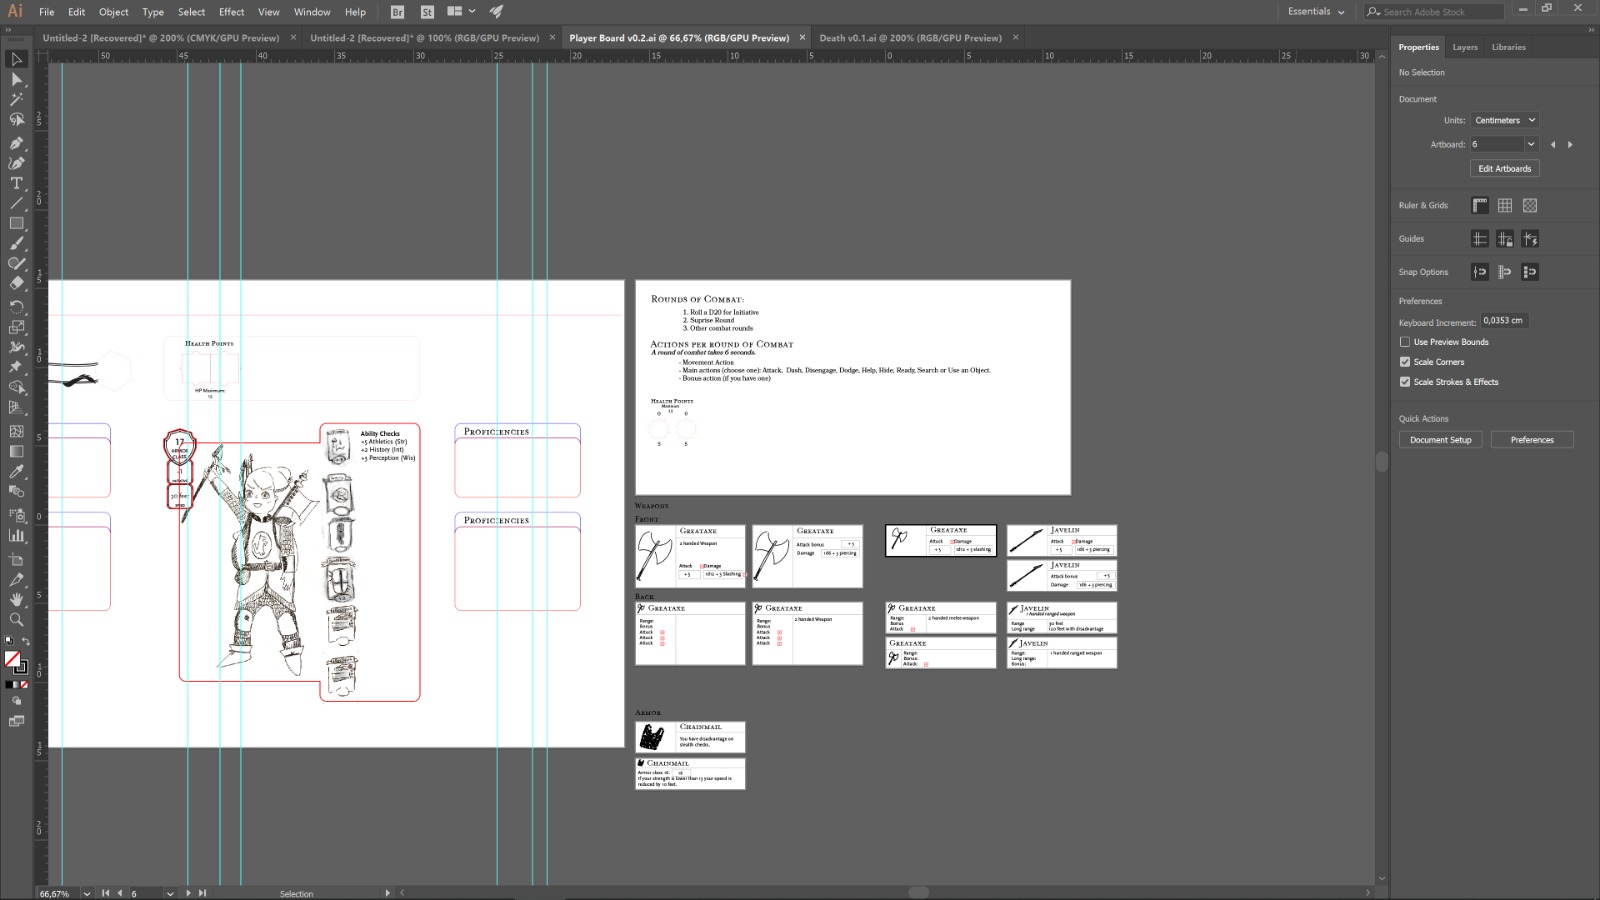 Ai File Edit Object Type Select Effect View Window Help Br St Essentials Search Adobe Stock
Untitled-2 [Recovered]* @ 200% (CMYK/GPU Preview) × Untitled-2 [Recovered]* @ 100% (RGB/GPU Preview) × Player Board v0.2.ai @ 66,67% (RGB/GPU Preview) × Death v0.1.ai @ 200% (RGB/GPU Preview) ×
50 45 40 35 30 25 20 15 10 5 0 5 10 15 20 25 30
Properties Layers Libraries
No Selection
Document
Units: Centimeters
Artboard: 6
Edit Artboards
Ruler & Grids
Guides
Snap Options
Preferences
Keyboard Increment: 0,0353 cm
Use Preview Bounds
Scale Corners
Scale Strokes & Effects
Quick Actions
Document Setup Preferences
Health Points
HP Maximum:
12
17
Armor
Class
30 feet
Ability Checks
+5 Athletics (Str)
+2 History (Int)
+3 Perception (Wis)
Proficiencies
Proficiencies
Rounds of Combat:
1. Roll a D20 for Initiative
2. Suprise Round
3. Other combat rounds
Actions per round of Combat
A round of combat takes 6 seconds.
- Movement Action
- Main actions (choose one): Attack, Dash, Disengage, Dodge, Help, Hide, Ready, Search or Use an Object.
- Bonus action (if you have one)
Health Points
Maximum
12
0 0
5 5
Weapons
Front
Greataxe
2 handed Weapon
Attack Damage
+5 1d12 + 3 Slashing
Greataxe
Attack bonus +5
Damage 1d6 + 3 piercing
Greataxe
Attack Damage
+5 1d12 + 3 slashing
Javelin
Attack Damage
+5 1d6 + 3 piercing
Javelin
Attack bonus +5
Damage 1d6 + 3 piercing
Back
Greataxe
Range:
Bonus
Attack
Attack
Attack
Greataxe
Range:
Bonus
Attack
Attack
Attack
2 handed Weapon
Greataxe
Range:
Bonus
Attack
2 handed melee weapon
Greataxe
Range:
Bonus:
Attack:
Javelin
1 handed ranged weapon
Range 30 feet
Long range 120 feet with disadvantage
Javelin
Range:
Long range:
Bonus:
1 handed ranged weapon
Armor
Chainmail
You have disadvantage on
stealth checks.
Chainmail
Armor class of: 16
If your strength is lower than 13 your speed is
reduced by 10 feet.
66,67% 6 Selection